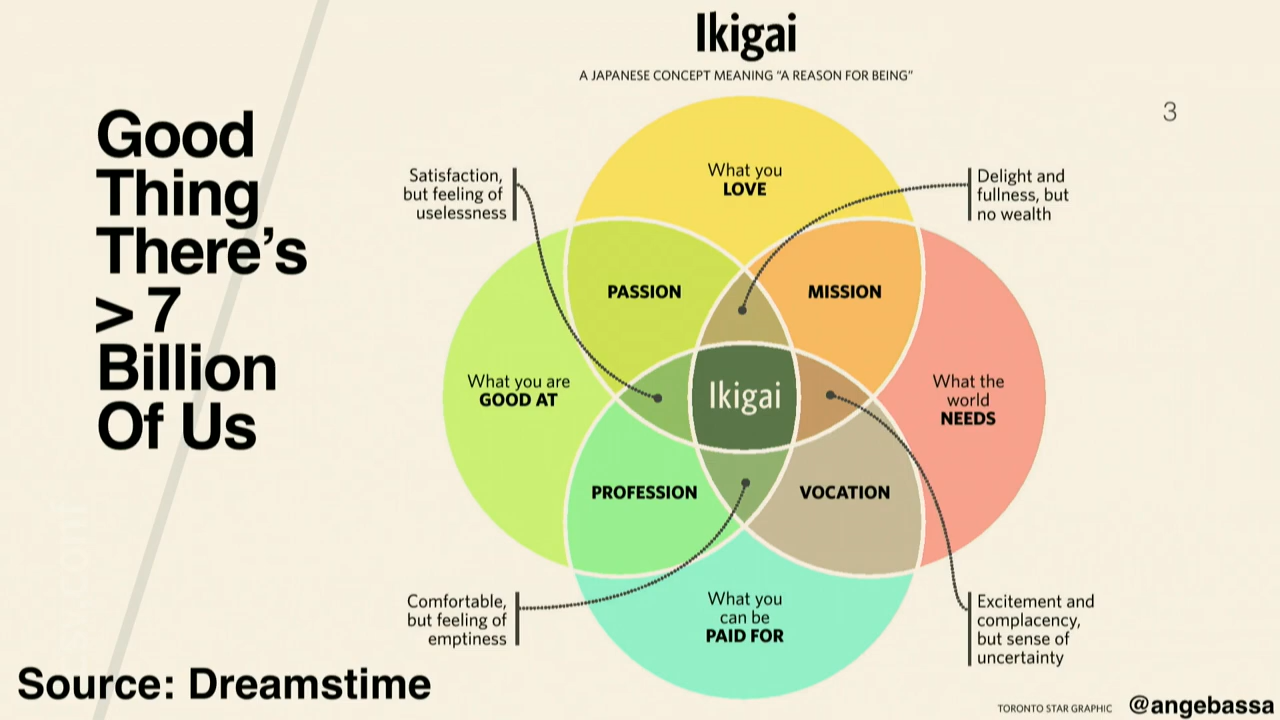 Ikigai
A JAPANESE CONCEPT MEANING “A REASON FOR BEING”
3
Good
Thing
There’s
> 7
Billion
Of Us
Satisfaction,
but feeling of
uselessness
What you
LOVE
Delight and
fullness, but
no wealth
PASSION
MISSION
What you are
GOOD AT
Ikigai
What the
world
NEEDS
PROFESSION
VOCATION
Comfortable,
but feeling of
emptiness
What you
can be
PAID FOR
Excitement and
complacency,
but sense of
uncertainty
Source: Dreamstime
TORONTO STAR GRAPHIC
@angebassa